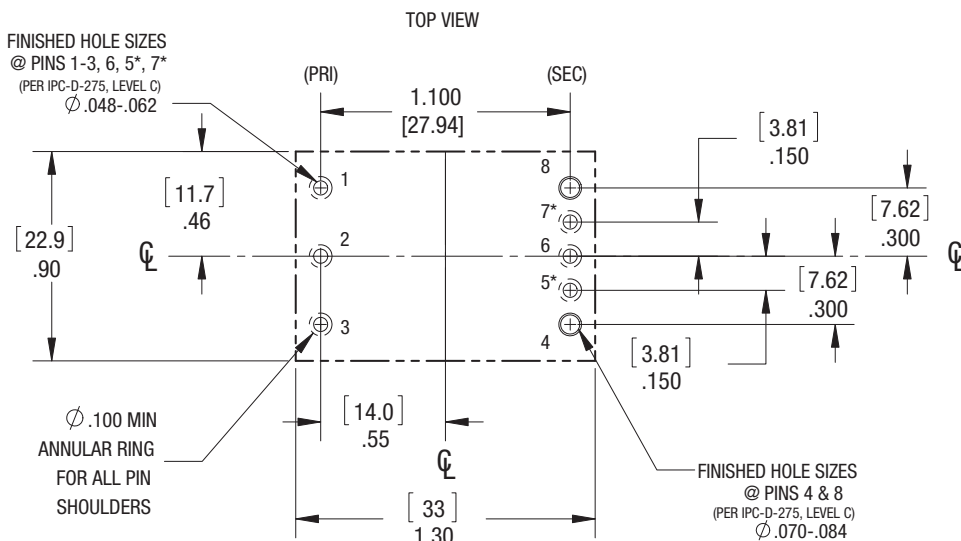 TOP VIEW
FINISHED HOLE SIZES
@ PINS 1-3, 6, 5*, 7*
(PER IPC-D-275, LEVEL C)
∅ .048-.062
(PRI)
(SEC)
1.100
[27.94]
[3.81]
.150
1
8
[11.7]
.46
7*
[7.62]
.300
[22.9]
.90
℄
2
6
℄
5*
[7.62]
.300
3
4
[3.81]
.150
∅ .100 MIN
ANNULAR RING
FOR ALL PIN
SHOULDERS
[14.0]
.55
℄
FINISHED HOLE SIZES
@ PINS 4 & 8
(PER IPC-D-275, LEVEL C)
∅ .070-.084
[33]
1.30